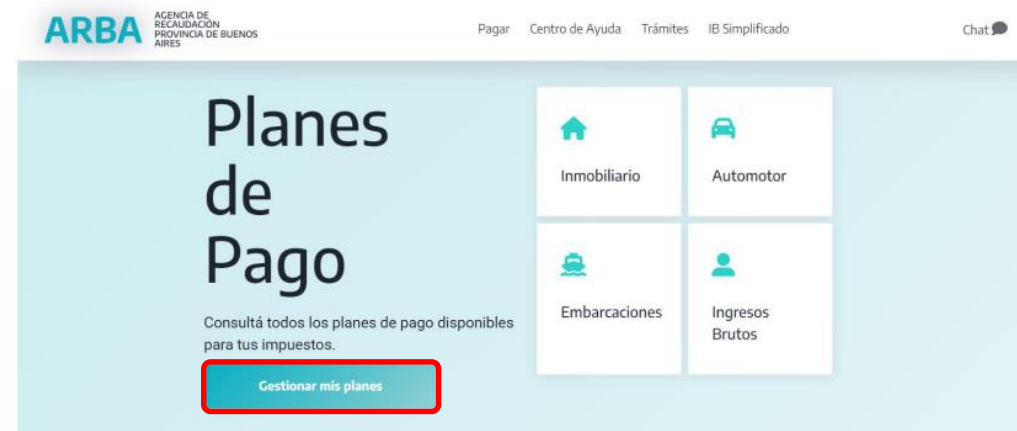 ARBA
AGENCIA DE
RECAUDACIÓN
PROVINCIA DE BUENOS
AIRES
Pagar
Centro de Ayuda
Trámites
IB Simplificado
Chat
Planes
de
Pago
Consultá todos los planes de pago disponibles
para tus impuestos.
Gestionar mis planes
Inmobiliario
Automotor
Embarcaciones
Ingresos
Brutos